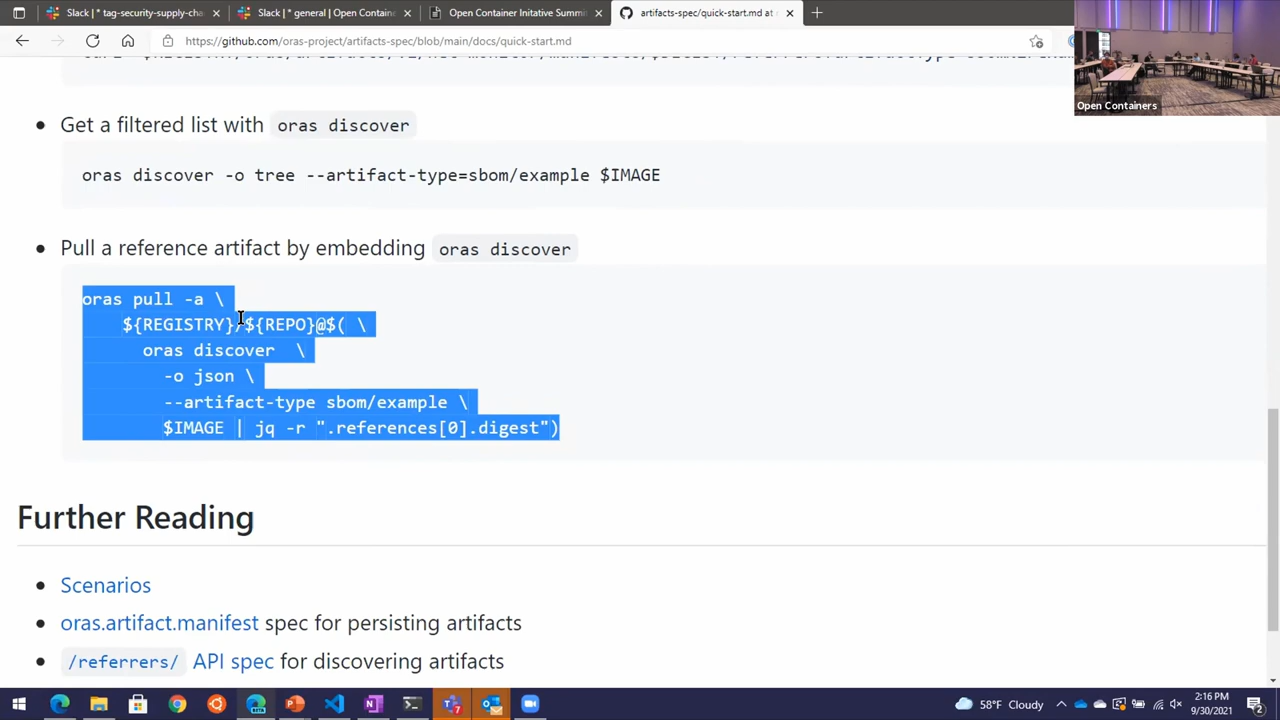 Slack | * tag-security-supply-cha
Slack | * general | Open Containe
Open Container Initative Summi
artifacts-spec/quick-start.md at
https://github.com/oras-project/artifacts-spec/blob/main/docs/quick-start.md
Open Containers
Get a filtered list with oras discover
oras discover -o tree --artifact-type=sbom/example $IMAGE
Pull a reference artifact by embedding oras discover
oras pull -a \
${REGISTRY}/${REPO}@$( \
oras discover \
-o json \
--artifact-type sbom/example \
$IMAGE | jq -r ".references[0].digest")
Further Reading
Scenarios
oras.artifact.manifest spec for persisting artifacts
/referrers/ API spec for discovering artifacts
58°F Cloudy
2:16 PM
9/30/2021